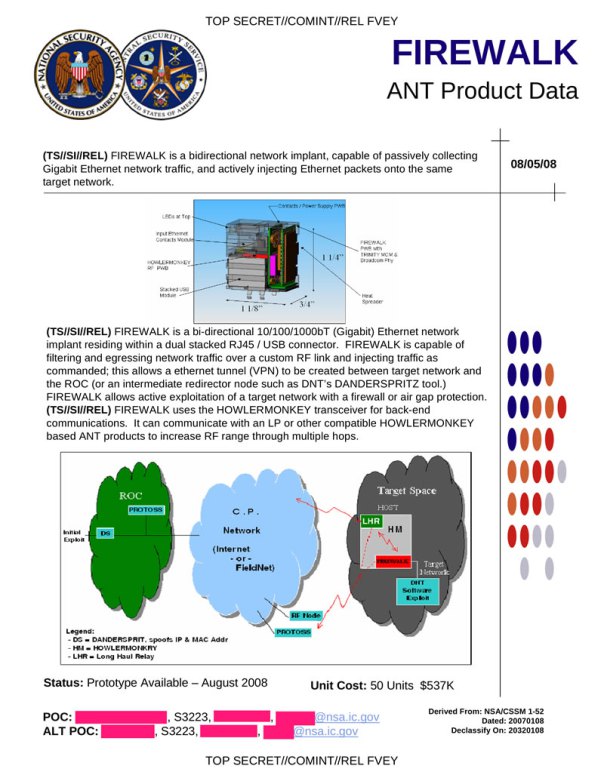 TOP SECRET//COMINT//REL FVEY
NATIONAL SECURITY AGENCY
UNITED STATES OF AMERICA
CENTRAL SECURITY SERVICE
UNITED STATES OF AMERICA
FIREWALK
ANT Product Data
(TS//SI//REL) FIREWALK is a bidirectional network implant, capable of passively collecting
Gigabit Ethernet network traffic, and actively injecting Ethernet packets onto the same
target network.
08/05/08
Contacts / Power Supply PWB
LEDs at Top
Input Ethernet
Contacts Module
HOWLERMONKEY
RF PWB
Stacked USB
Module
FIREWALK
PWB with
TRINITY MCM &
Broadcom Phy
Heat
Spreader
1 1/4"
1 1/8"
3/4"
(TS//SI//REL) FIREWALK is a bi-directional 10/100/1000bT (Gigabit) Ethernet network
implant residing within a dual stacked RJ45 / USB connector.  FIREWALK is capable of
filtering and egressing network traffic over a custom RF link and injecting traffic as
commanded; this allows a ethernet tunnel (VPN) to be created between target network and
the ROC (or an intermediate redirector node such as DNT's DANDERSPRITZ tool.)
FIREWALK allows active exploitation of a target network with a firewall or air gap protection.
(TS//SI//REL) FIREWALK uses the HOWLERMONKEY transceiver for back-end
communications.  It can communicate with an LP or other compatible HOWLERMONKEY
based ANT products to increase RF range through multiple hops.
ROC
PROTOSS
Initial
Exploit
DS
C . P .
Network
(Internet
- or -
FieldNet)
RF Node
PROTOSS
Target Space
HOST
LHR
H M
FIREWALK
Target
Network
DNT
Software
Exploit
Legend:
- DS = DANDERSPRIT, spoofs IP & MAC Addr
- HM = HOWLERMONKRY
- LHR = Long Haul Relay
Status: Prototype Available – August 2008
Unit Cost: 50 Units  $537K
POC: , S3223, , @nsa.ic.gov
ALT POC: , S3223, , @nsa.ic.gov
Derived From: NSA/CSSM 1-52
Dated: 20070108
Declassify On: 20320108
TOP SECRET//COMINT//REL FVEY